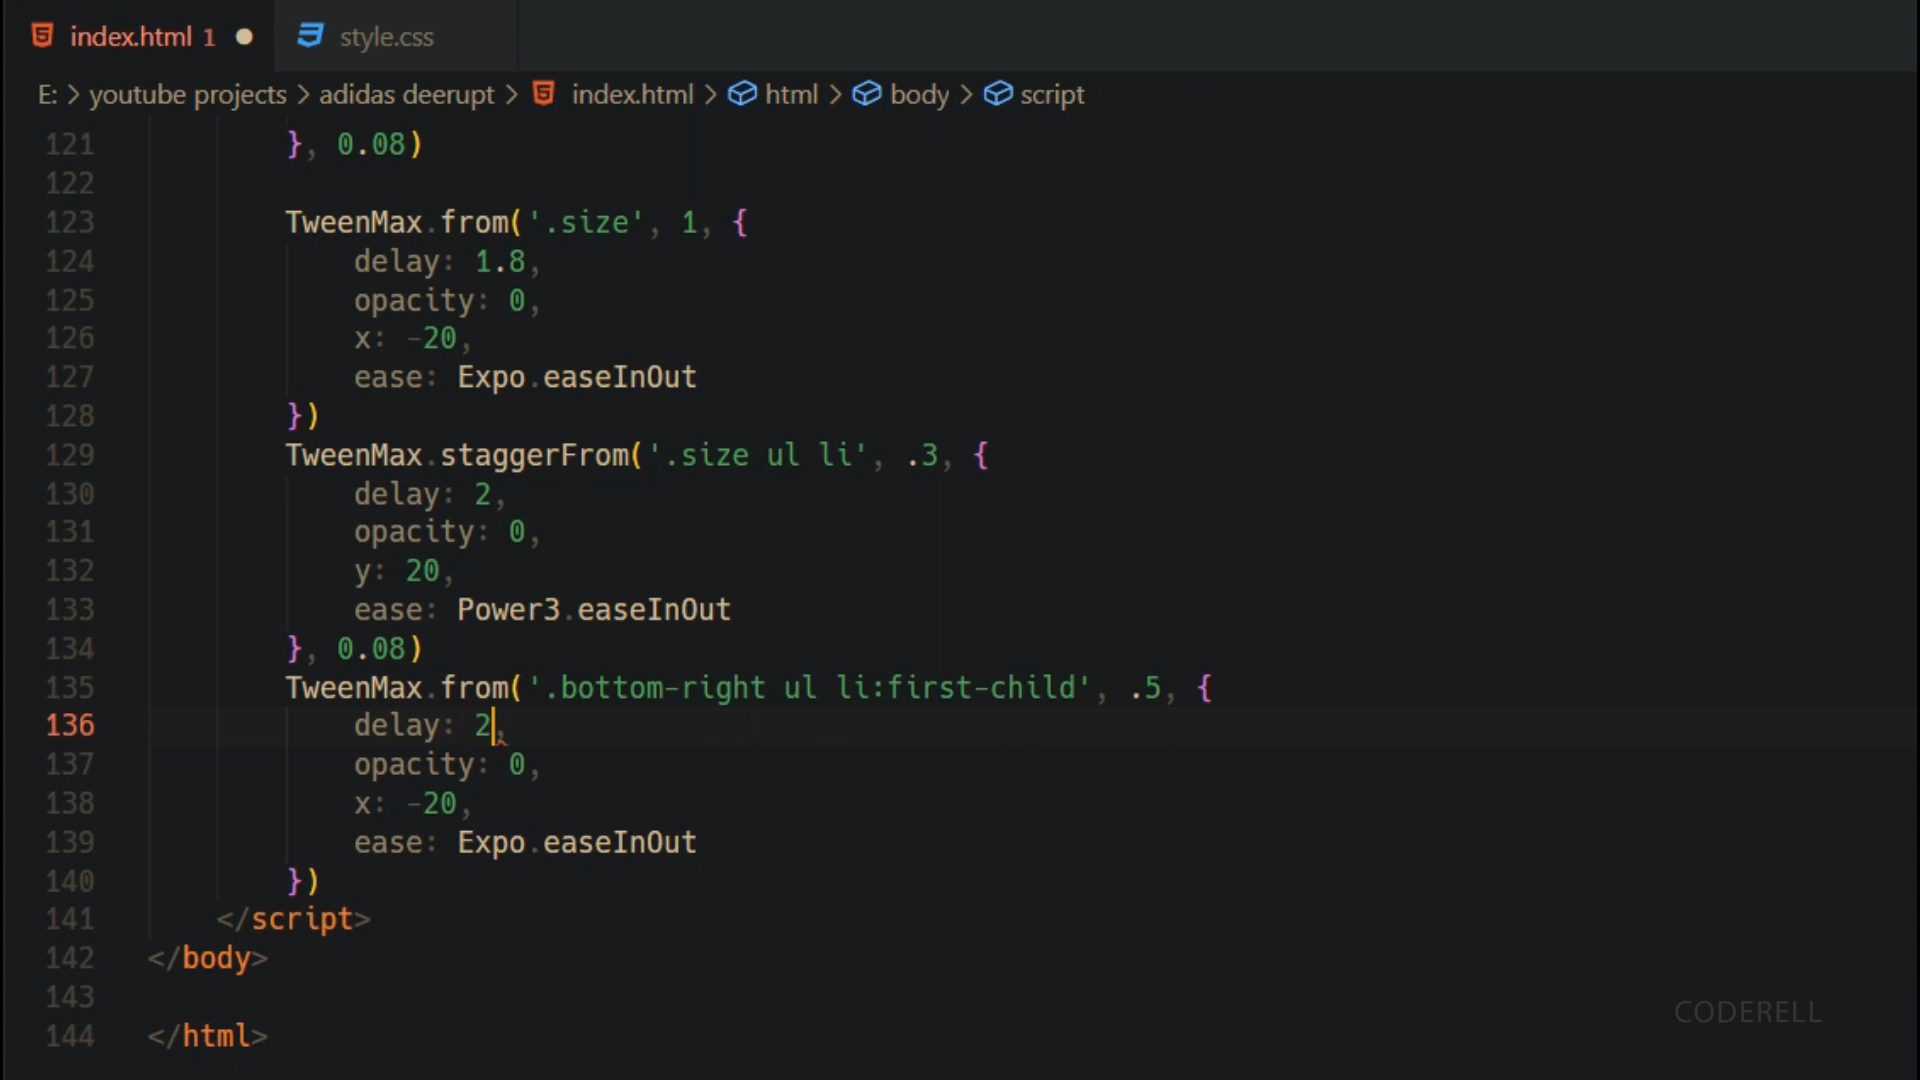 index.html 1
style.css
E: > youtube projects > adidas deerupt > index.html > html > body > script
121 }, 0.08)
122
123 TweenMax.from('.size', 1, {
124 delay: 1.8,
125 opacity: 0,
126 x: -20,
127 ease: Expo.easeInOut
128 })
129 TweenMax.staggerFrom('.size ul li', .3, {
130 delay: 2,
131 opacity: 0,
132 y: 20,
133 ease: Power3.easeInOut
134 }, 0.08)
135 TweenMax.from('.bottom-right ul li:first-child', .5, {
136 delay: 2,
137 opacity: 0,
138 x: -20,
139 ease: Expo.easeInOut
140 })
141 </script>
142 </body>
143
144 </html>
CODERELL